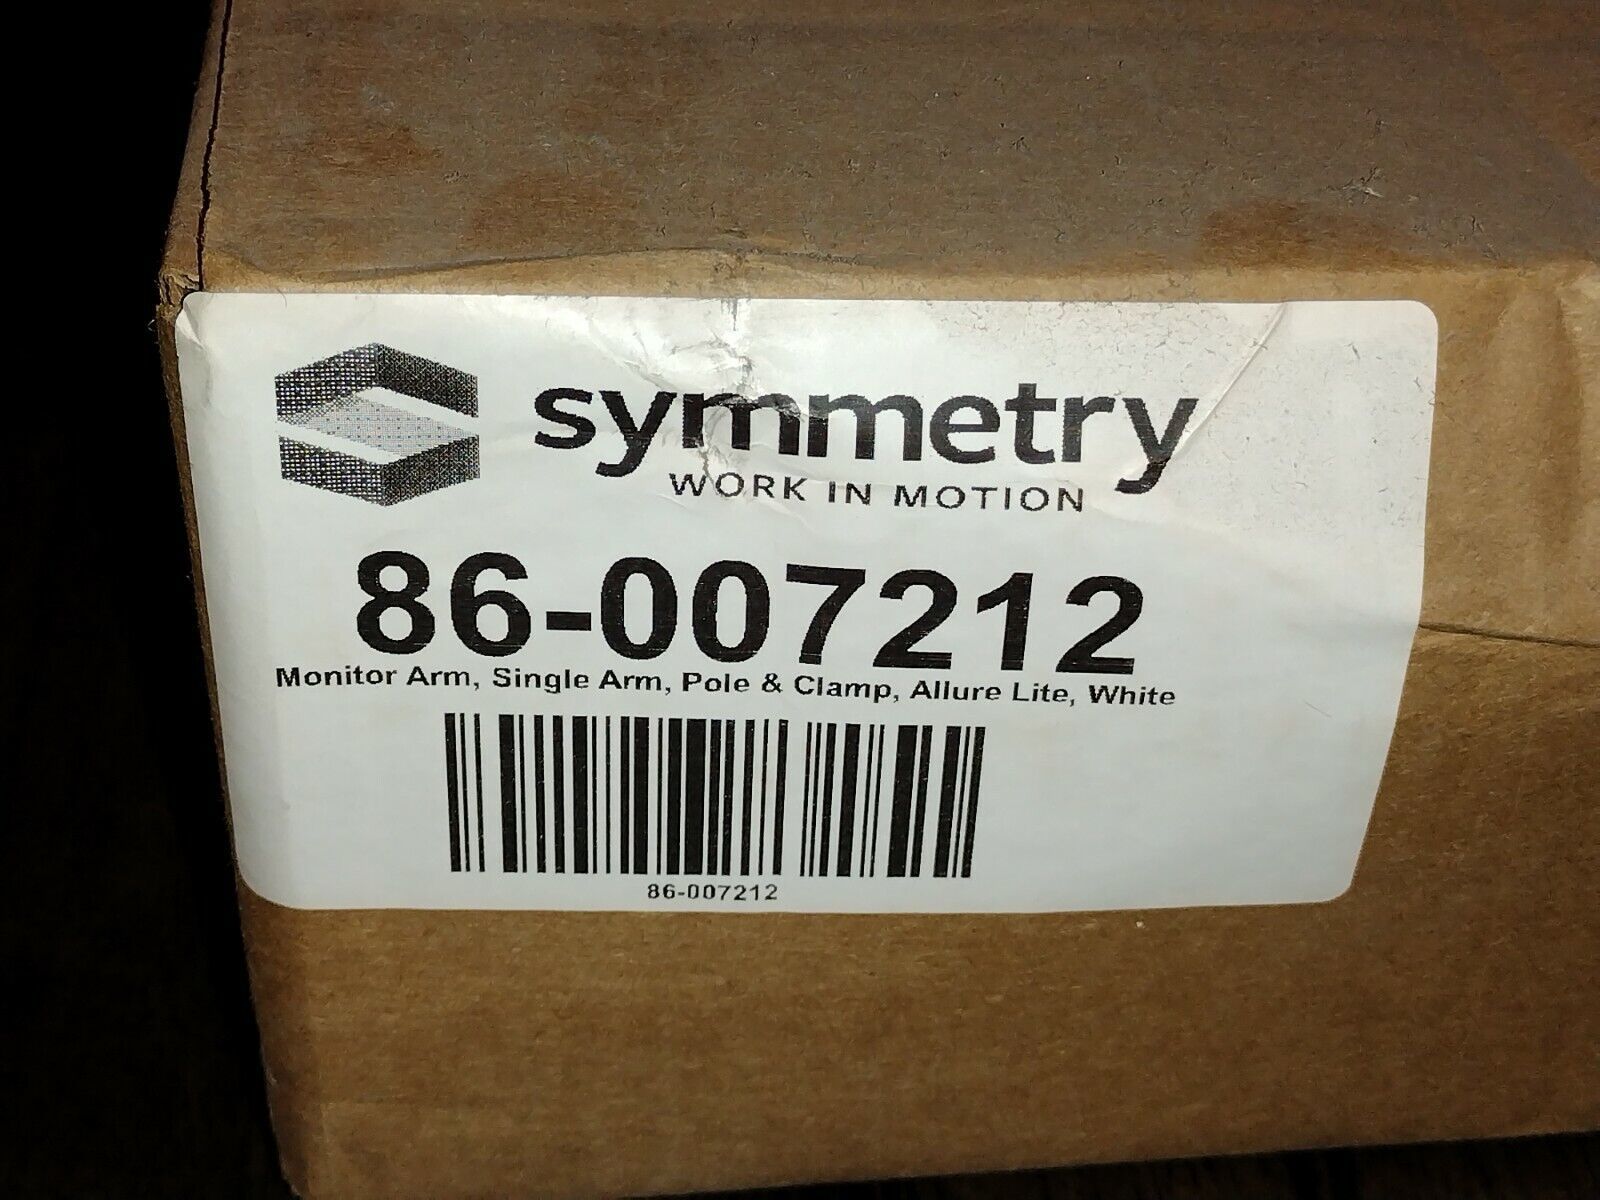 symmetry
WORK IN MOTION
86-007212
Monitor Arm, Single Arm, Pole & Clamp, Allure Lite, White
86-007212